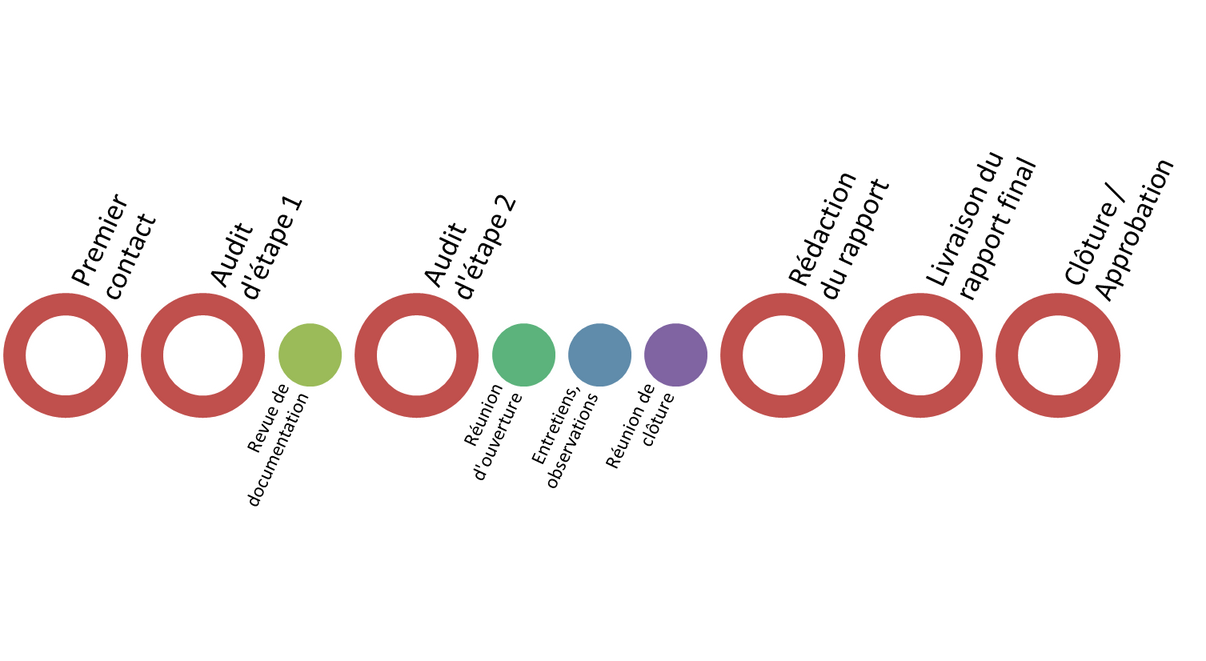 Premier
contact
Audit
d'étape 1
Revue de
documentation
Audit
d'étape 2
Réunion
d'ouverture
Entretiens,
observations
Réunion de
clôture
Rédaction
du rapport
Livraison du
rapport final
Clôture /
Approbation